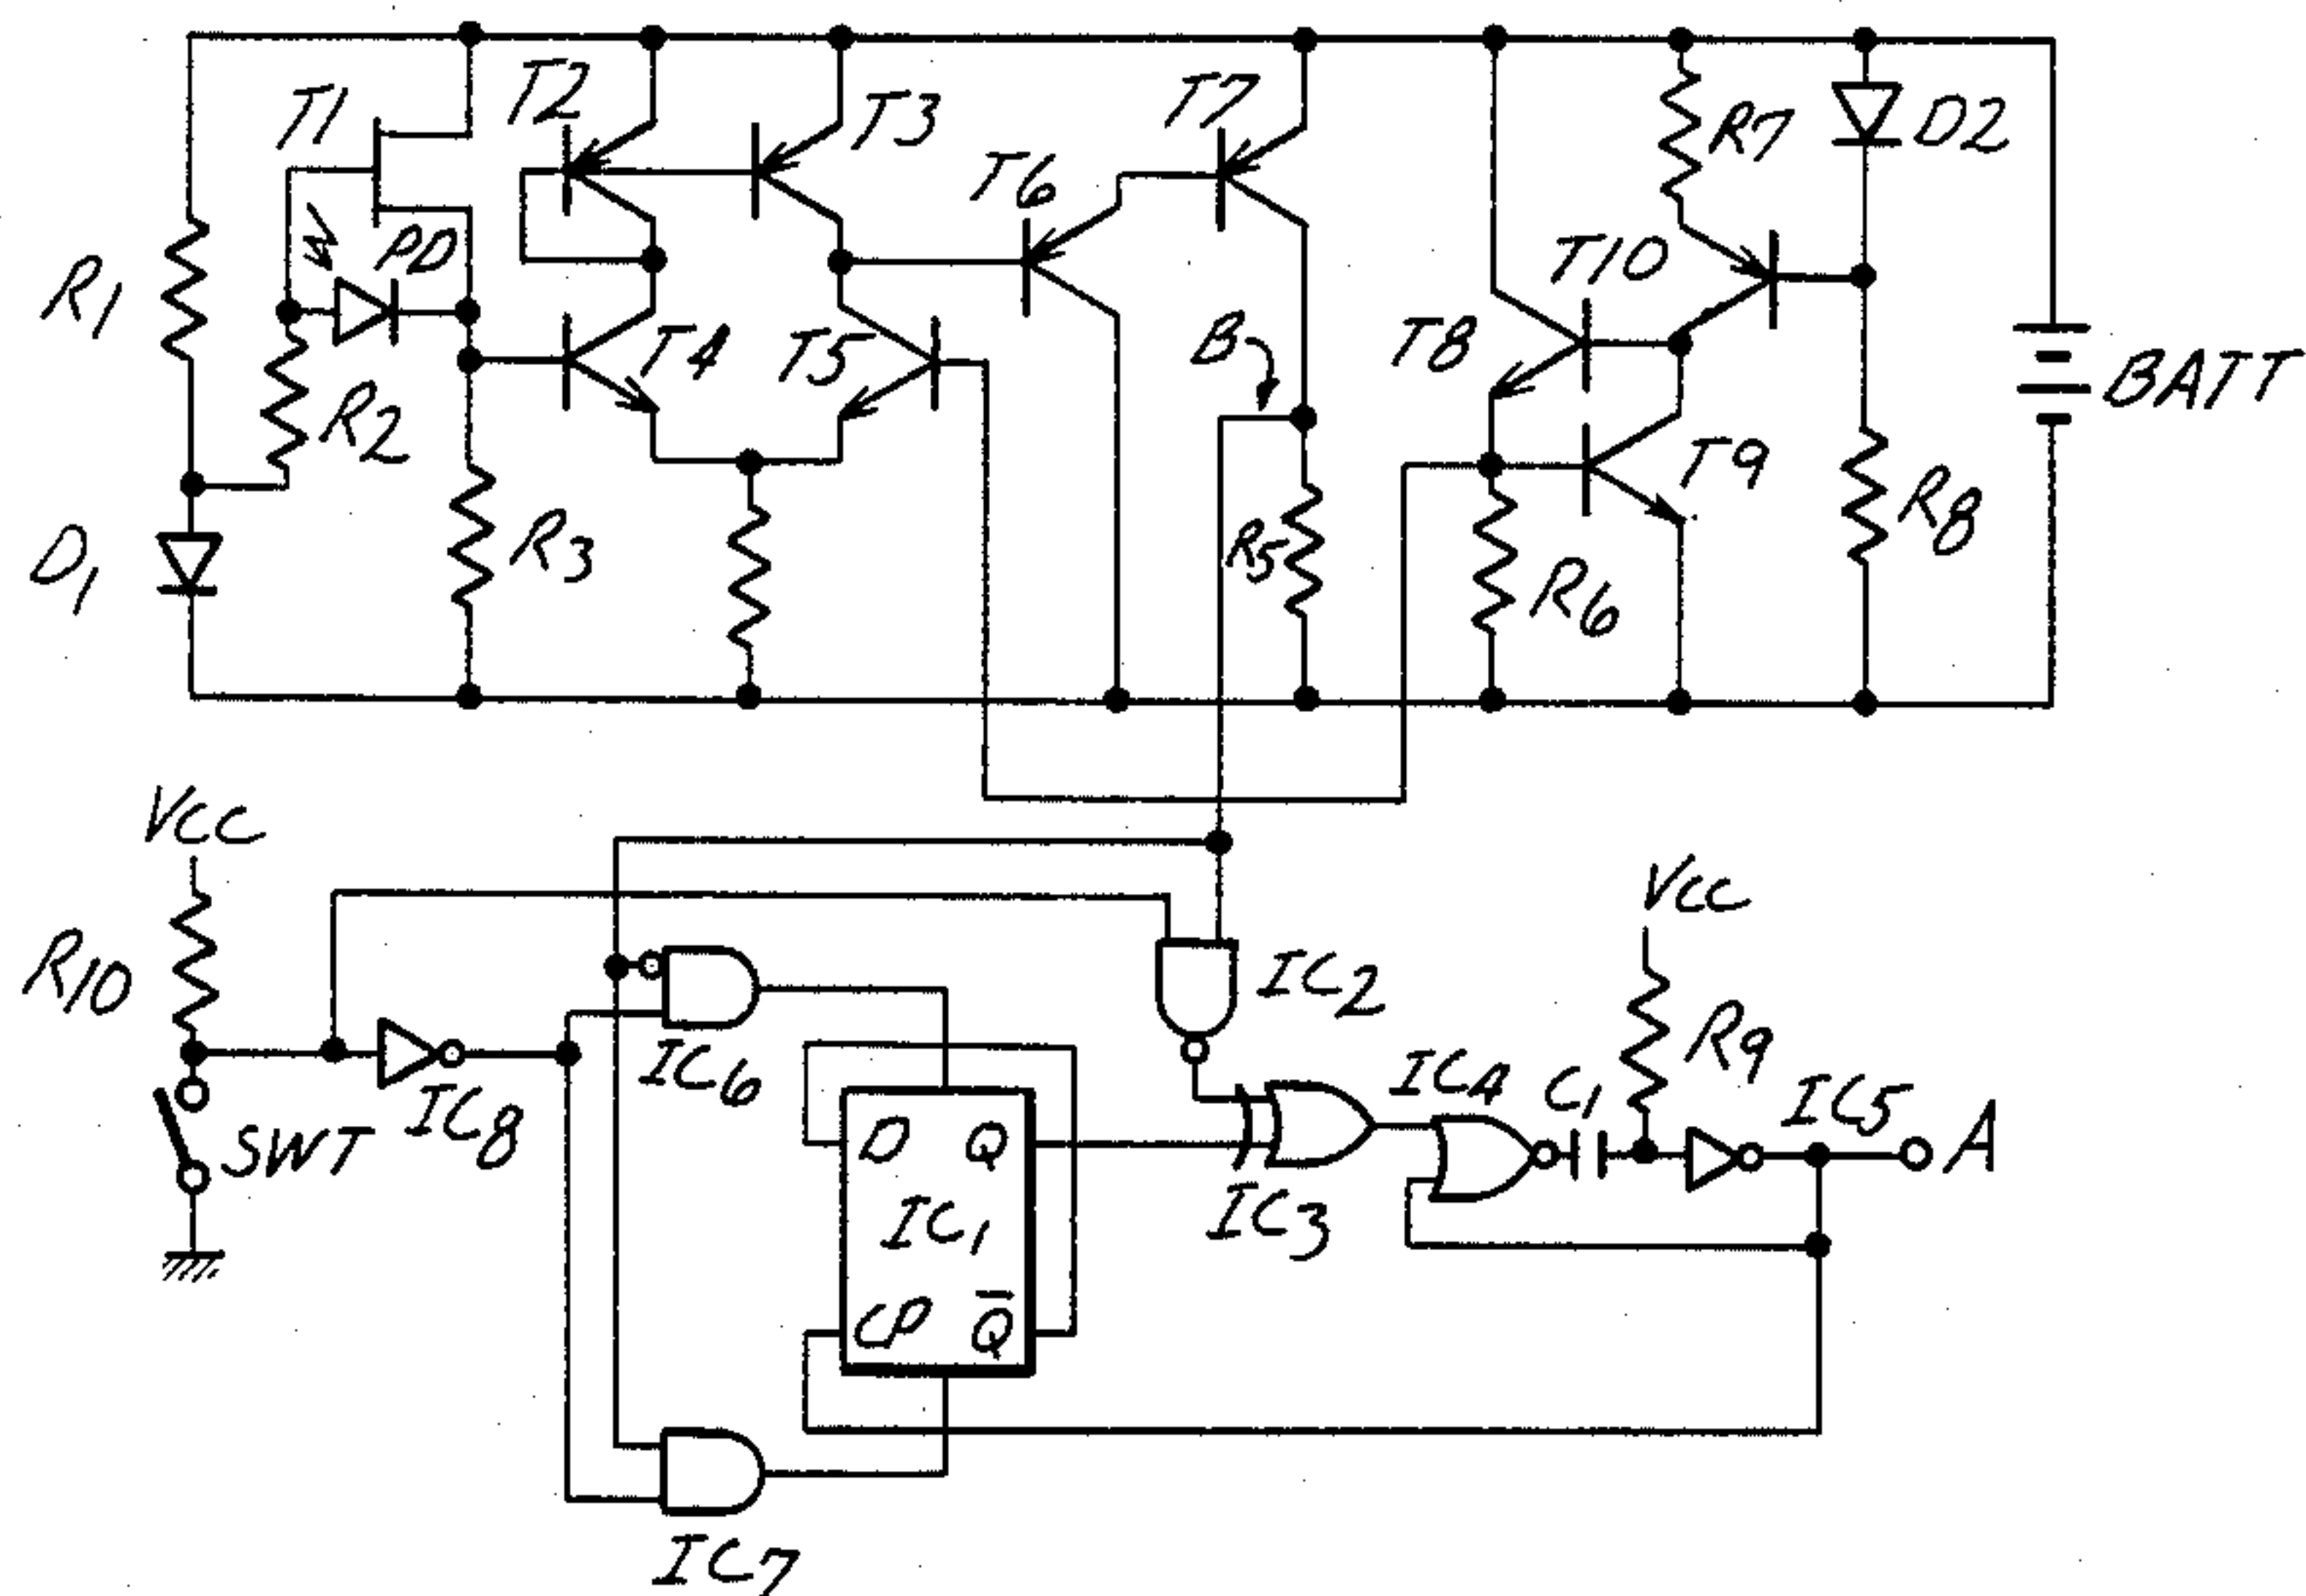 T1
T2
T3
T7
R7
D2
T6
PD
R1
T10
T4
T5
B
T8
BATT
R2
T9
R3
R8
D1
R5
R6
VCC
VCC
R10
IC2
IC6
R9
IC4
C1
IC5
IC8
A
SWT
D
Q
IC3
IC1
CP
Q̅
IC7